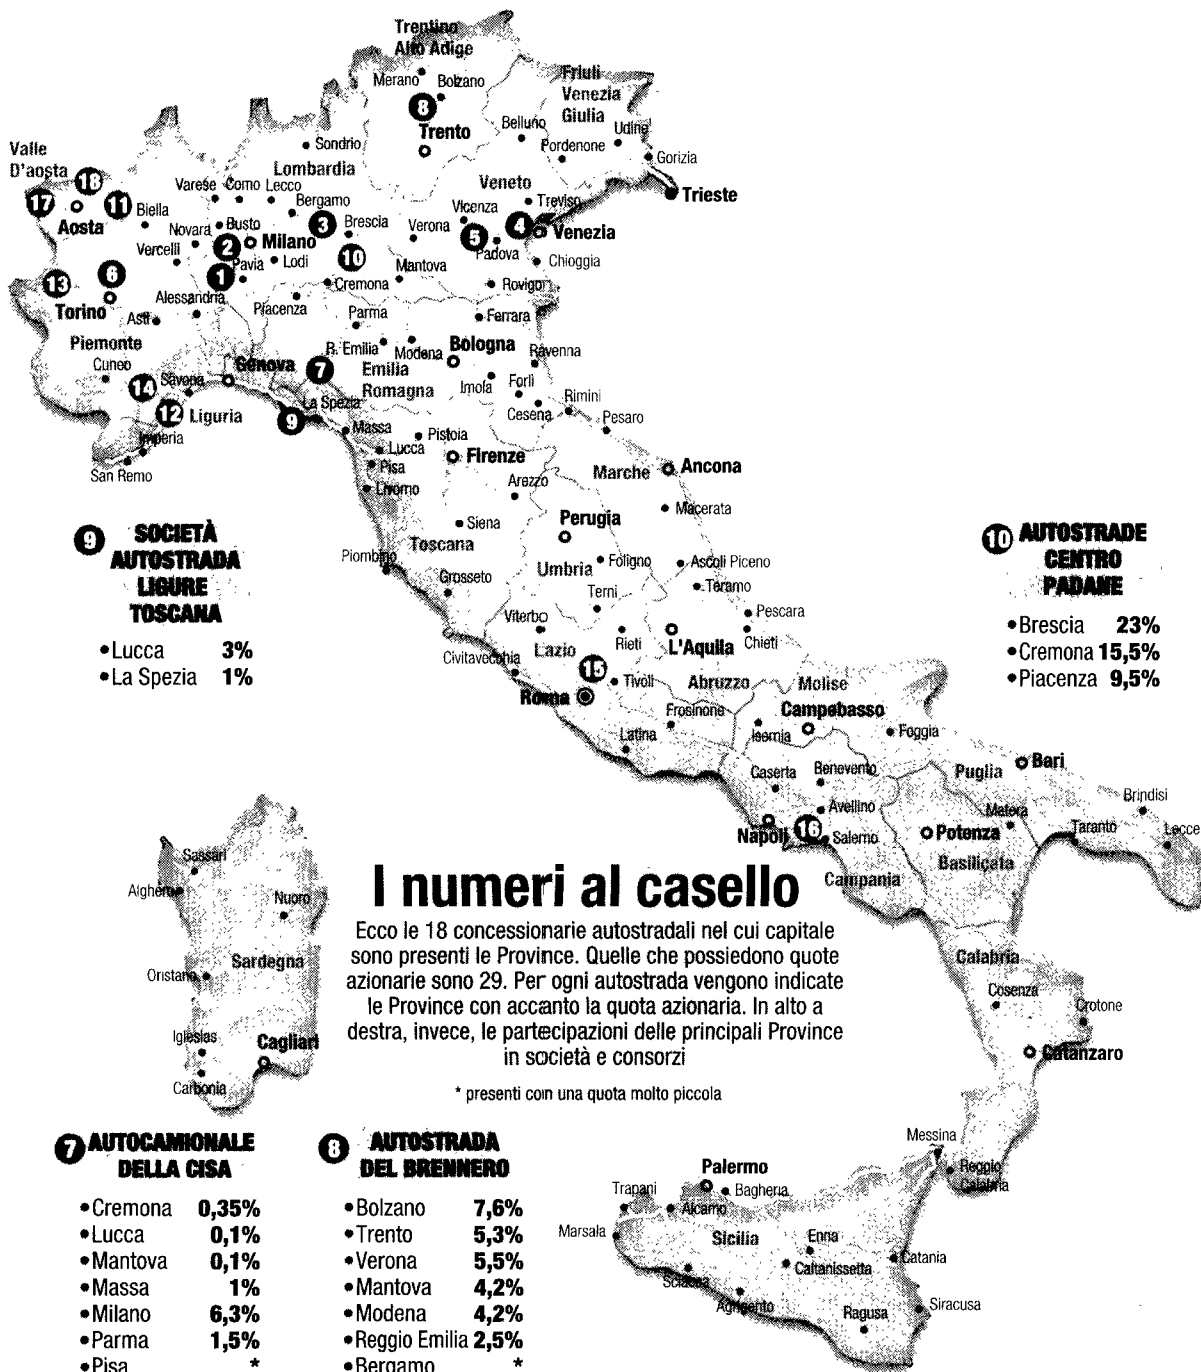 Trentino
Alto Adige
Merano
Bolzano
8
Trento
Friuli
Venezia
Giulia
Belluno
Udine
Pordenone
Gorizia
Trieste
Sondrio
Lombardia
Valle
D'aosta
18
17
11
Aosta
Biella
Varese
Como
Lecco
Bergamo
Veneto
Treviso
Vicenza
4
Venezia
Novara
Busto
3
Brescia
Verona
5
Padova
2
Milano
Vercelli
Lodi
10
Chioggia
13
6
1
Pavia
Mantova
Cremona
Rovigo
Torino
Alessandria
Piacenza
Asti
Parma
Ferrara
Piemonte
R. Emilia
Modena
Bologna
Ravenna
Cuneo
Genova
7
Emilia
Romagna
Imola
Forlì
Cesena
Rimini
14
Savona
12
Liguria
La Spezia
9
Imperia
San Remo
Massa
Pistoia
Pesaro
Lucca
Pisa
Firenze
Livorno
Arezzo
Marche
Ancona
Macerata
Siena
Perugia
Toscana
Piombino
Foligno
Umbria
Ascoli Piceno
Grosseto
Terni
Teramo
Viterbo
Pescara
Rieti
L'Aquila
Chieti
Lazio
Civitavecchia
15
Tivoli
Abruzzo
Molise
Roma
Frosinone
Campobasso
Latina
Isernia
Foggia
Caserta
Benevento
Puglia
Bari
Avellino
Matera
Brindisi
Napoli
16
Salerno
Potenza
Taranto
Lecce
Basilicata
Campania
Calabria
Cosenza
Crotone
Catanzaro
9 SOCIETÀ
AUTOSTRADA
LIGURE
TOSCANA
•Lucca 3%
•La Spezia 1%
10 AUTOSTRADE
CENTRO
PADANE
•Brescia 23%
•Cremona 15,5%
•Piacenza 9,5%
Sassari
Alghero
Nuoro
Oristano
Sardegna
Iglesias
Cagliari
Carbonia
I numeri al casello
Ecco le 18 concessionarie autostradali nel cui capitale
sono presenti le Province. Quelle che possiedono quote
azionarie sono 29. Per ogni autostrada vengono indicate
le Province con accanto la quota azionaria. In alto a
destra, invece, le partecipazioni delle principali Province
in società e consorzi
* presenti con una quota molto piccola
7 AUTOCAMIONALE
DELLA CISA
•Cremona 0,35%
•Lucca 0,1%
•Mantova 0,1%
•Massa 1%
•Milano 6,3%
•Parma 1,5%
•Pisa *
8 AUTOSTRADA
DEL BRENNERO
•Bolzano 7,6%
•Trento 5,3%
•Verona 5,5%
•Mantova 4,2%
•Modena 4,2%
•Reggio Emilia 2,5%
•Bergamo *
Messina
Reggio
Calabria
Palermo
Bagheria
Trapani
Alcamo
Marsala
Sicilia
Enna
Catania
Caltanissetta
Sciacca
Agrigento
Ragusa
Siracusa